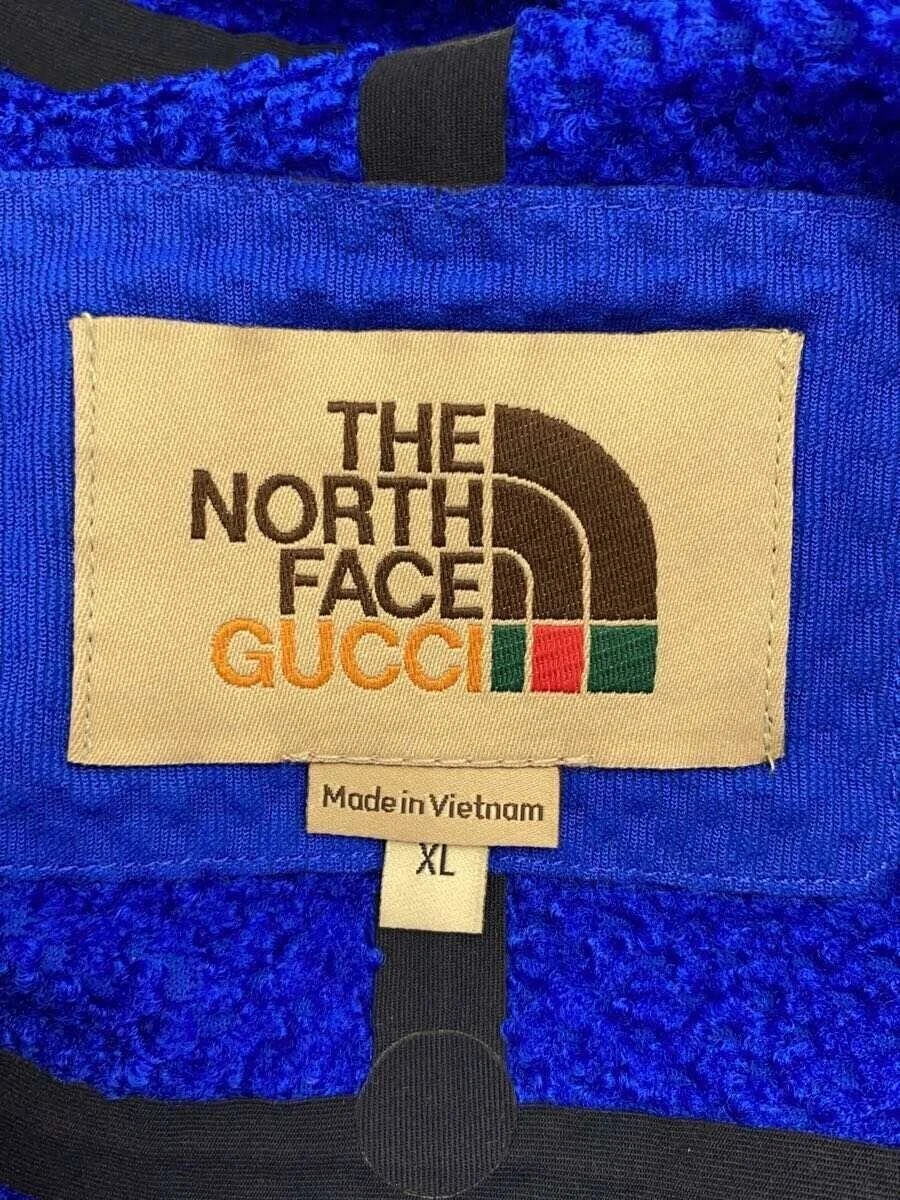 THE
NORTH
FACE
GUCCI
Made in Vietnam
XL